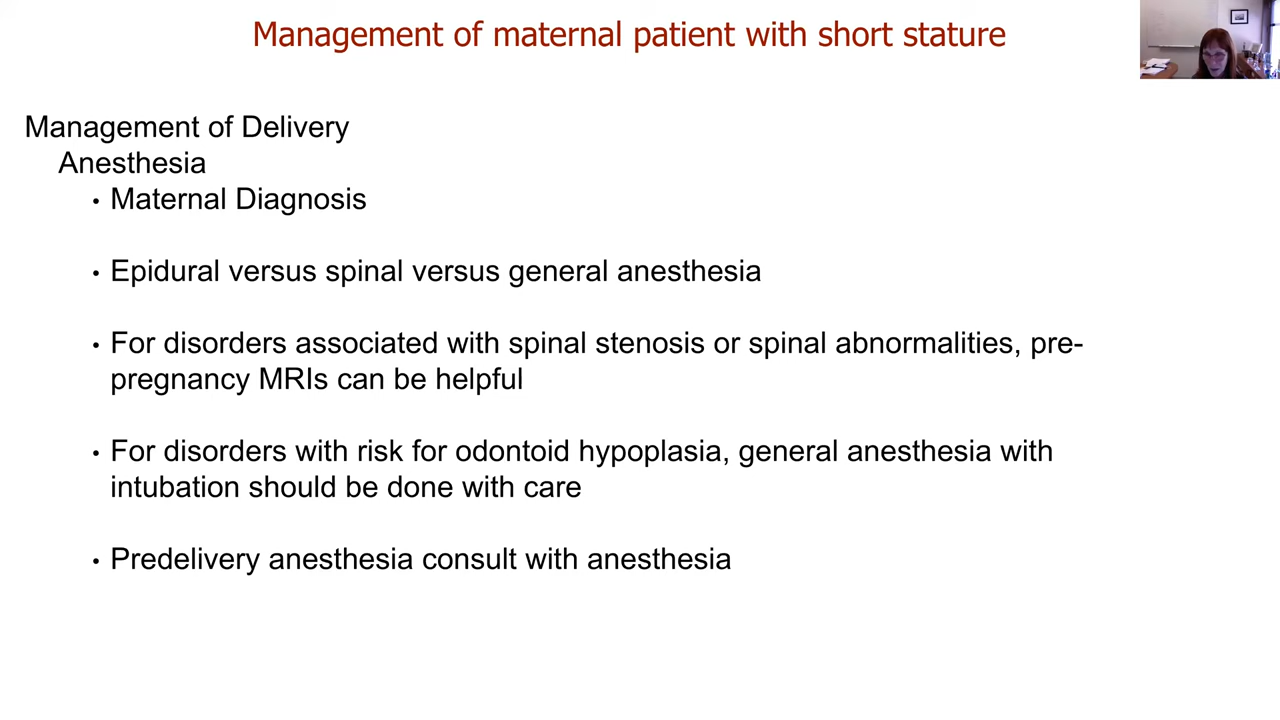 Management of maternal patient with short stature
Management of Delivery
Anesthesia
• Maternal Diagnosis
• Epidural versus spinal versus general anesthesia
• For disorders associated with spinal stenosis or spinal abnormalities, pre-
pregnancy MRIs can be helpful
• For disorders with risk for odontoid hypoplasia, general anesthesia with
intubation should be done with care
• Predelivery anesthesia consult with anesthesia